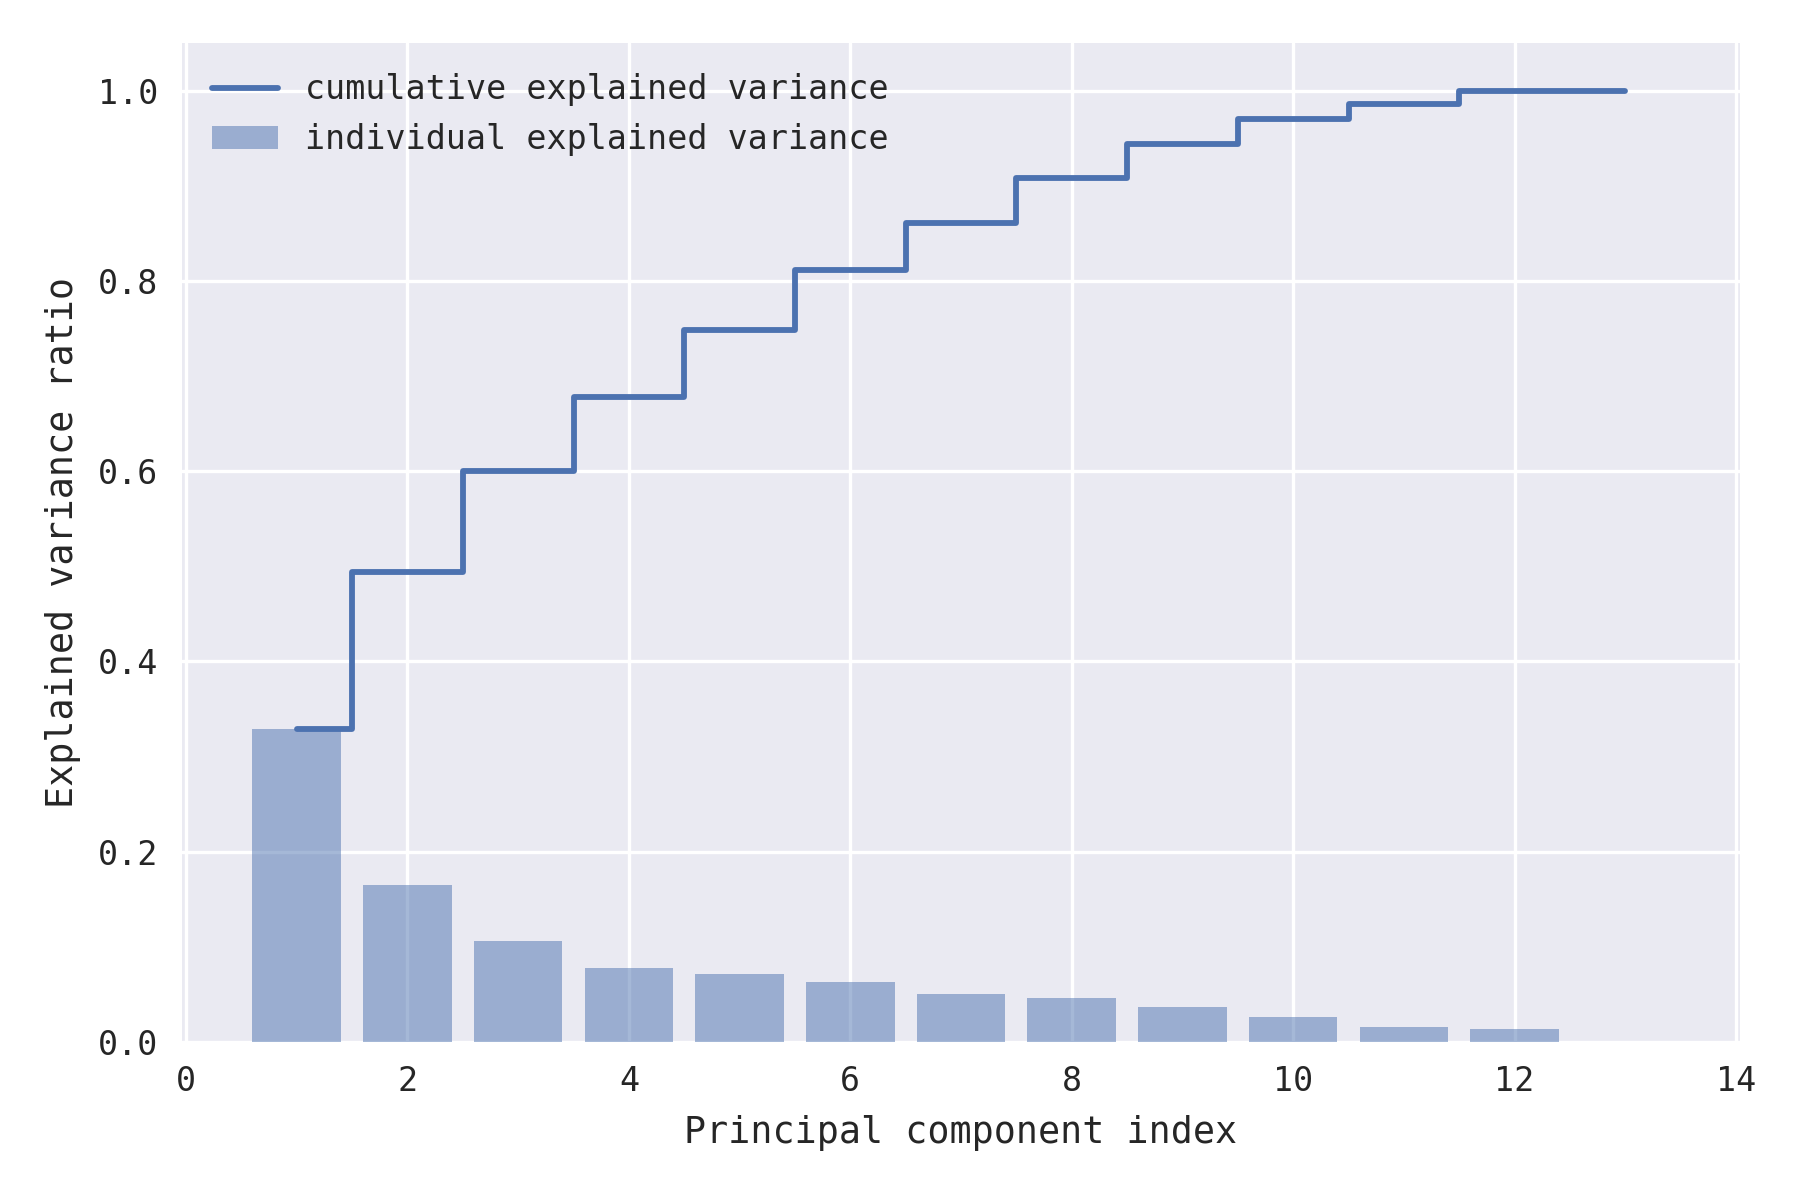 cumulative explained variance
individual explained variance
Explained variance ratio
1.0
0.8
0.6
0.4
0.2
0.0
0 2 4 6 8 10 12 14
Principal component index